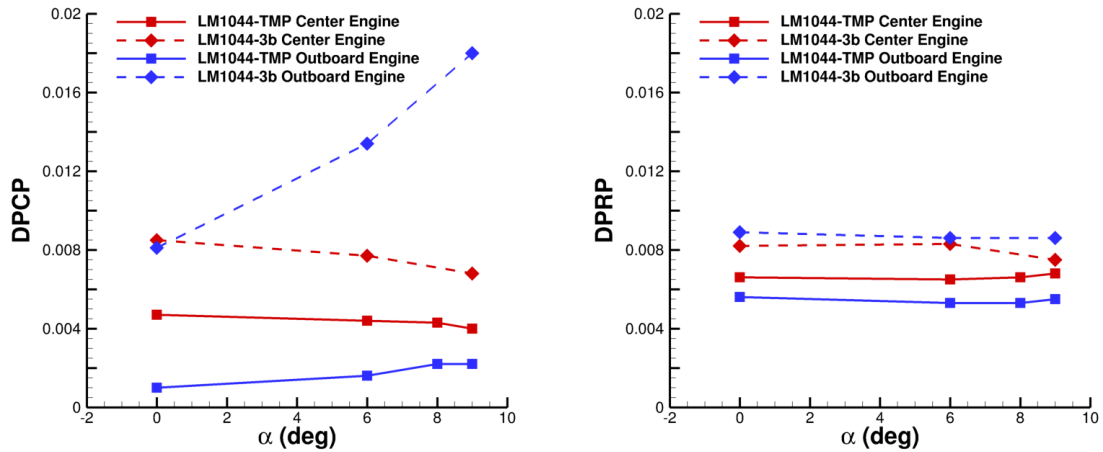 LM1044-TMP Center Engine
LM1044-3b Center Engine
LM1044-TMP Outboard Engine
LM1044-3b Outboard Engine
0.02
0.016
0.012
0.008
0.004
0
DPCP
-2 0 2 4 6 8 10
α (deg)
LM1044-TMP Center Engine
LM1044-3b Center Engine
LM1044-TMP Outboard Engine
LM1044-3b Outboard Engine
0.02
0.016
0.012
0.008
0.004
0
DPRP
-2 0 2 4 6 8 10
α (deg)